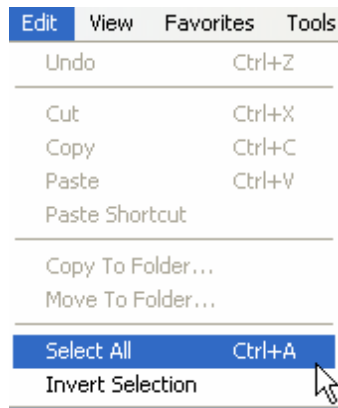 Edit View Favorites Tools
Undo Ctrl+Z
Cut Ctrl+X
Copy Ctrl+C
Paste Ctrl+V
Paste Shortcut
Copy To Folder...
Move To Folder...
Select All Ctrl+A
Invert Selection